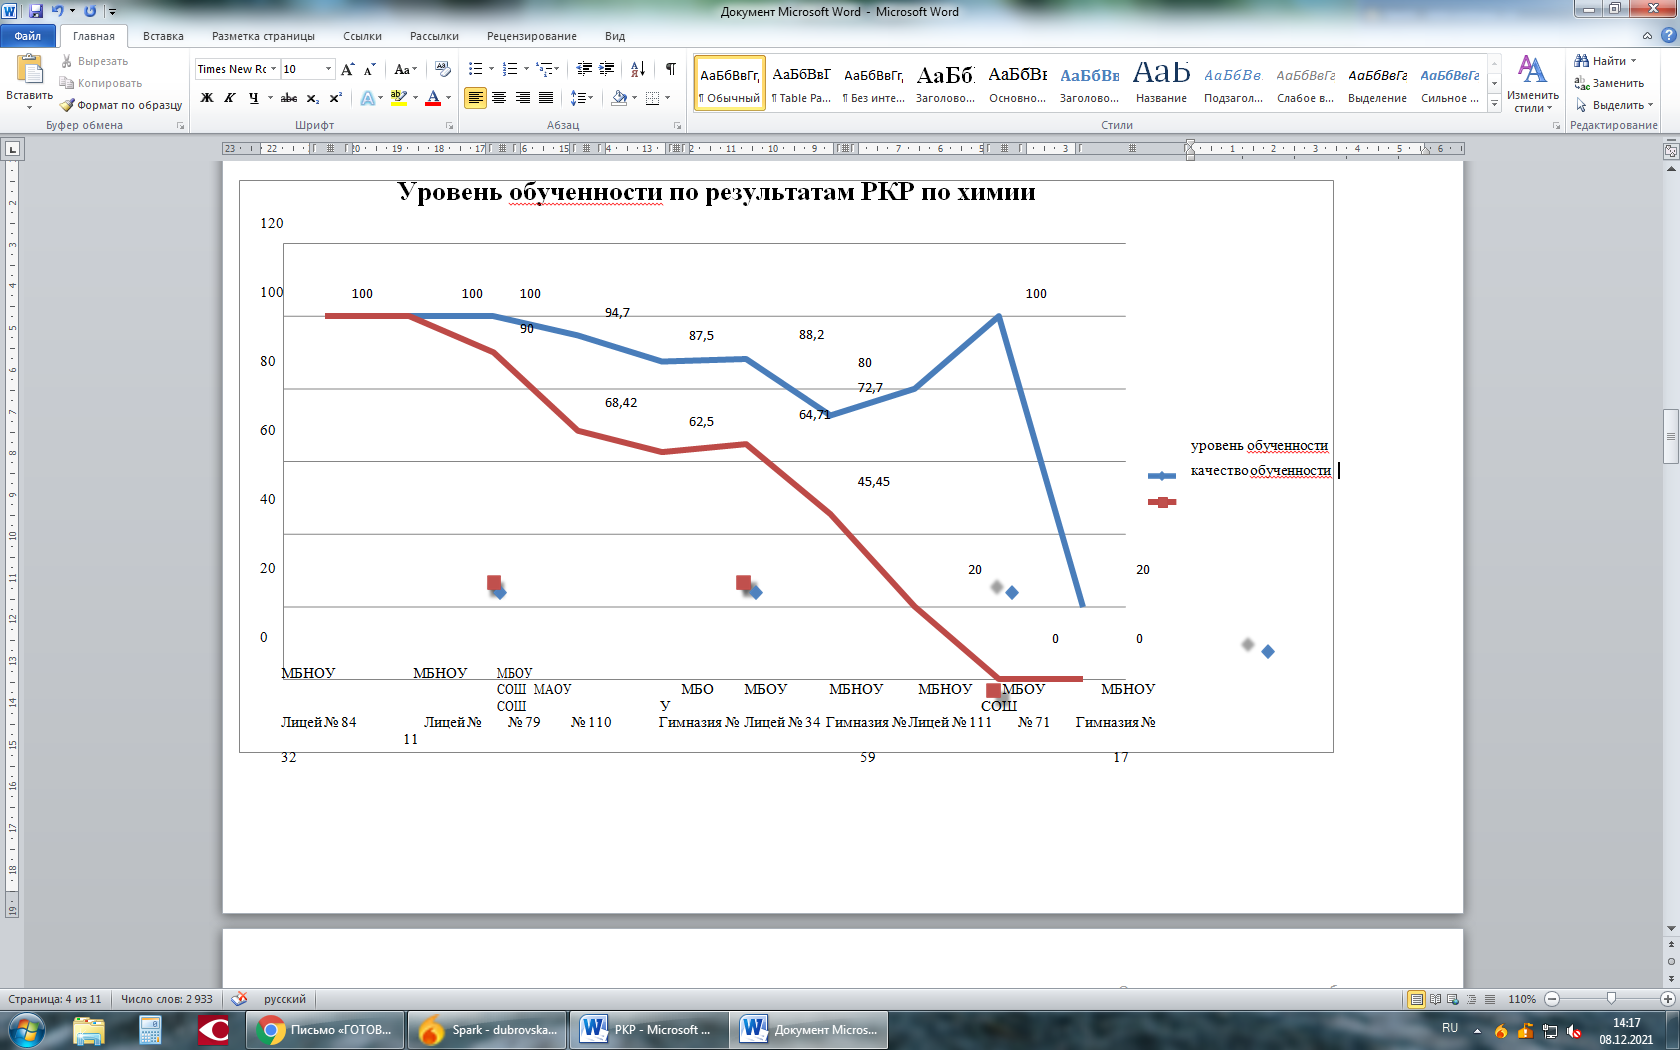 Документ Microsoft Word - Microsoft Word
Файл Главная Вставка Разметка страницы Ссылки Рассылки Рецензирование Вид
Вставить
Вырезать
Копировать
Формат по образцу
Буфер обмена
Times New Rc 10
Ж К Ч abc x₂ x²
Шрифт
Абзац
АаБбВвГг, АаБбВвГ АаБбВвГг, АаБб АаБбВв АаБбВв АаБ АаБбВв. АаБбВвГг АаБбВвГг АаБбВвГг
¶ Обычный ¶ Table Pa... ¶ Без инте... Заголово... Основно... Заголово... Название Подзагол... Слабое в... Выделение Сильное ...
Стили
Изменить стили
Найти
Заменить
Выделить
Редактирование
Уровень обученности по результатам РКР по химии
120
100 100 100 100 100
94,7
90 87,5 88,2
80 80
72,7
68,42 62,5 64,71
60
уровень обученности
качество обученности
45,45
40
20 20 20
0 0 0
МБНОУ МБНОУ МБОУ
СОШ МАОУ МБО МБОУ МБНОУ МБНОУ МБОУ МБНОУ
СОШ У СОШ
Лицей № 84 Лицей № № 79 № 110 Гимназия № Лицей № 34 Гимназия № Лицей № 111 № 71 Гимназия №
11
32 59 17
Страница: 4 из 11 Число слов: 2 933 русский 110%
Письмо «ГОТОВ... Spark - dubrovska... РКР - Microsoft ... Документ Micros...
RU
14:17
08.12.2021